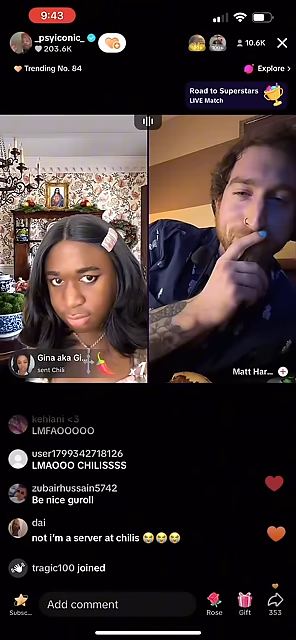 9:43
_psyiconic_
203.6K
10.6K
Trending No. 84
Explore >
Road to Superstars
LIVE Match
Gina aka Gi...
sent Chili
Matt Har...
kehlani <3
LMFAOOOOO
user1799342718126
LMAOOO CHILISSSS
zubairhussain5742
Be nice guroll
dai
not i'm a server at chilis 😭😭😭
tragic100 joined
Subsc...
Add comment
Rose
Gift
353